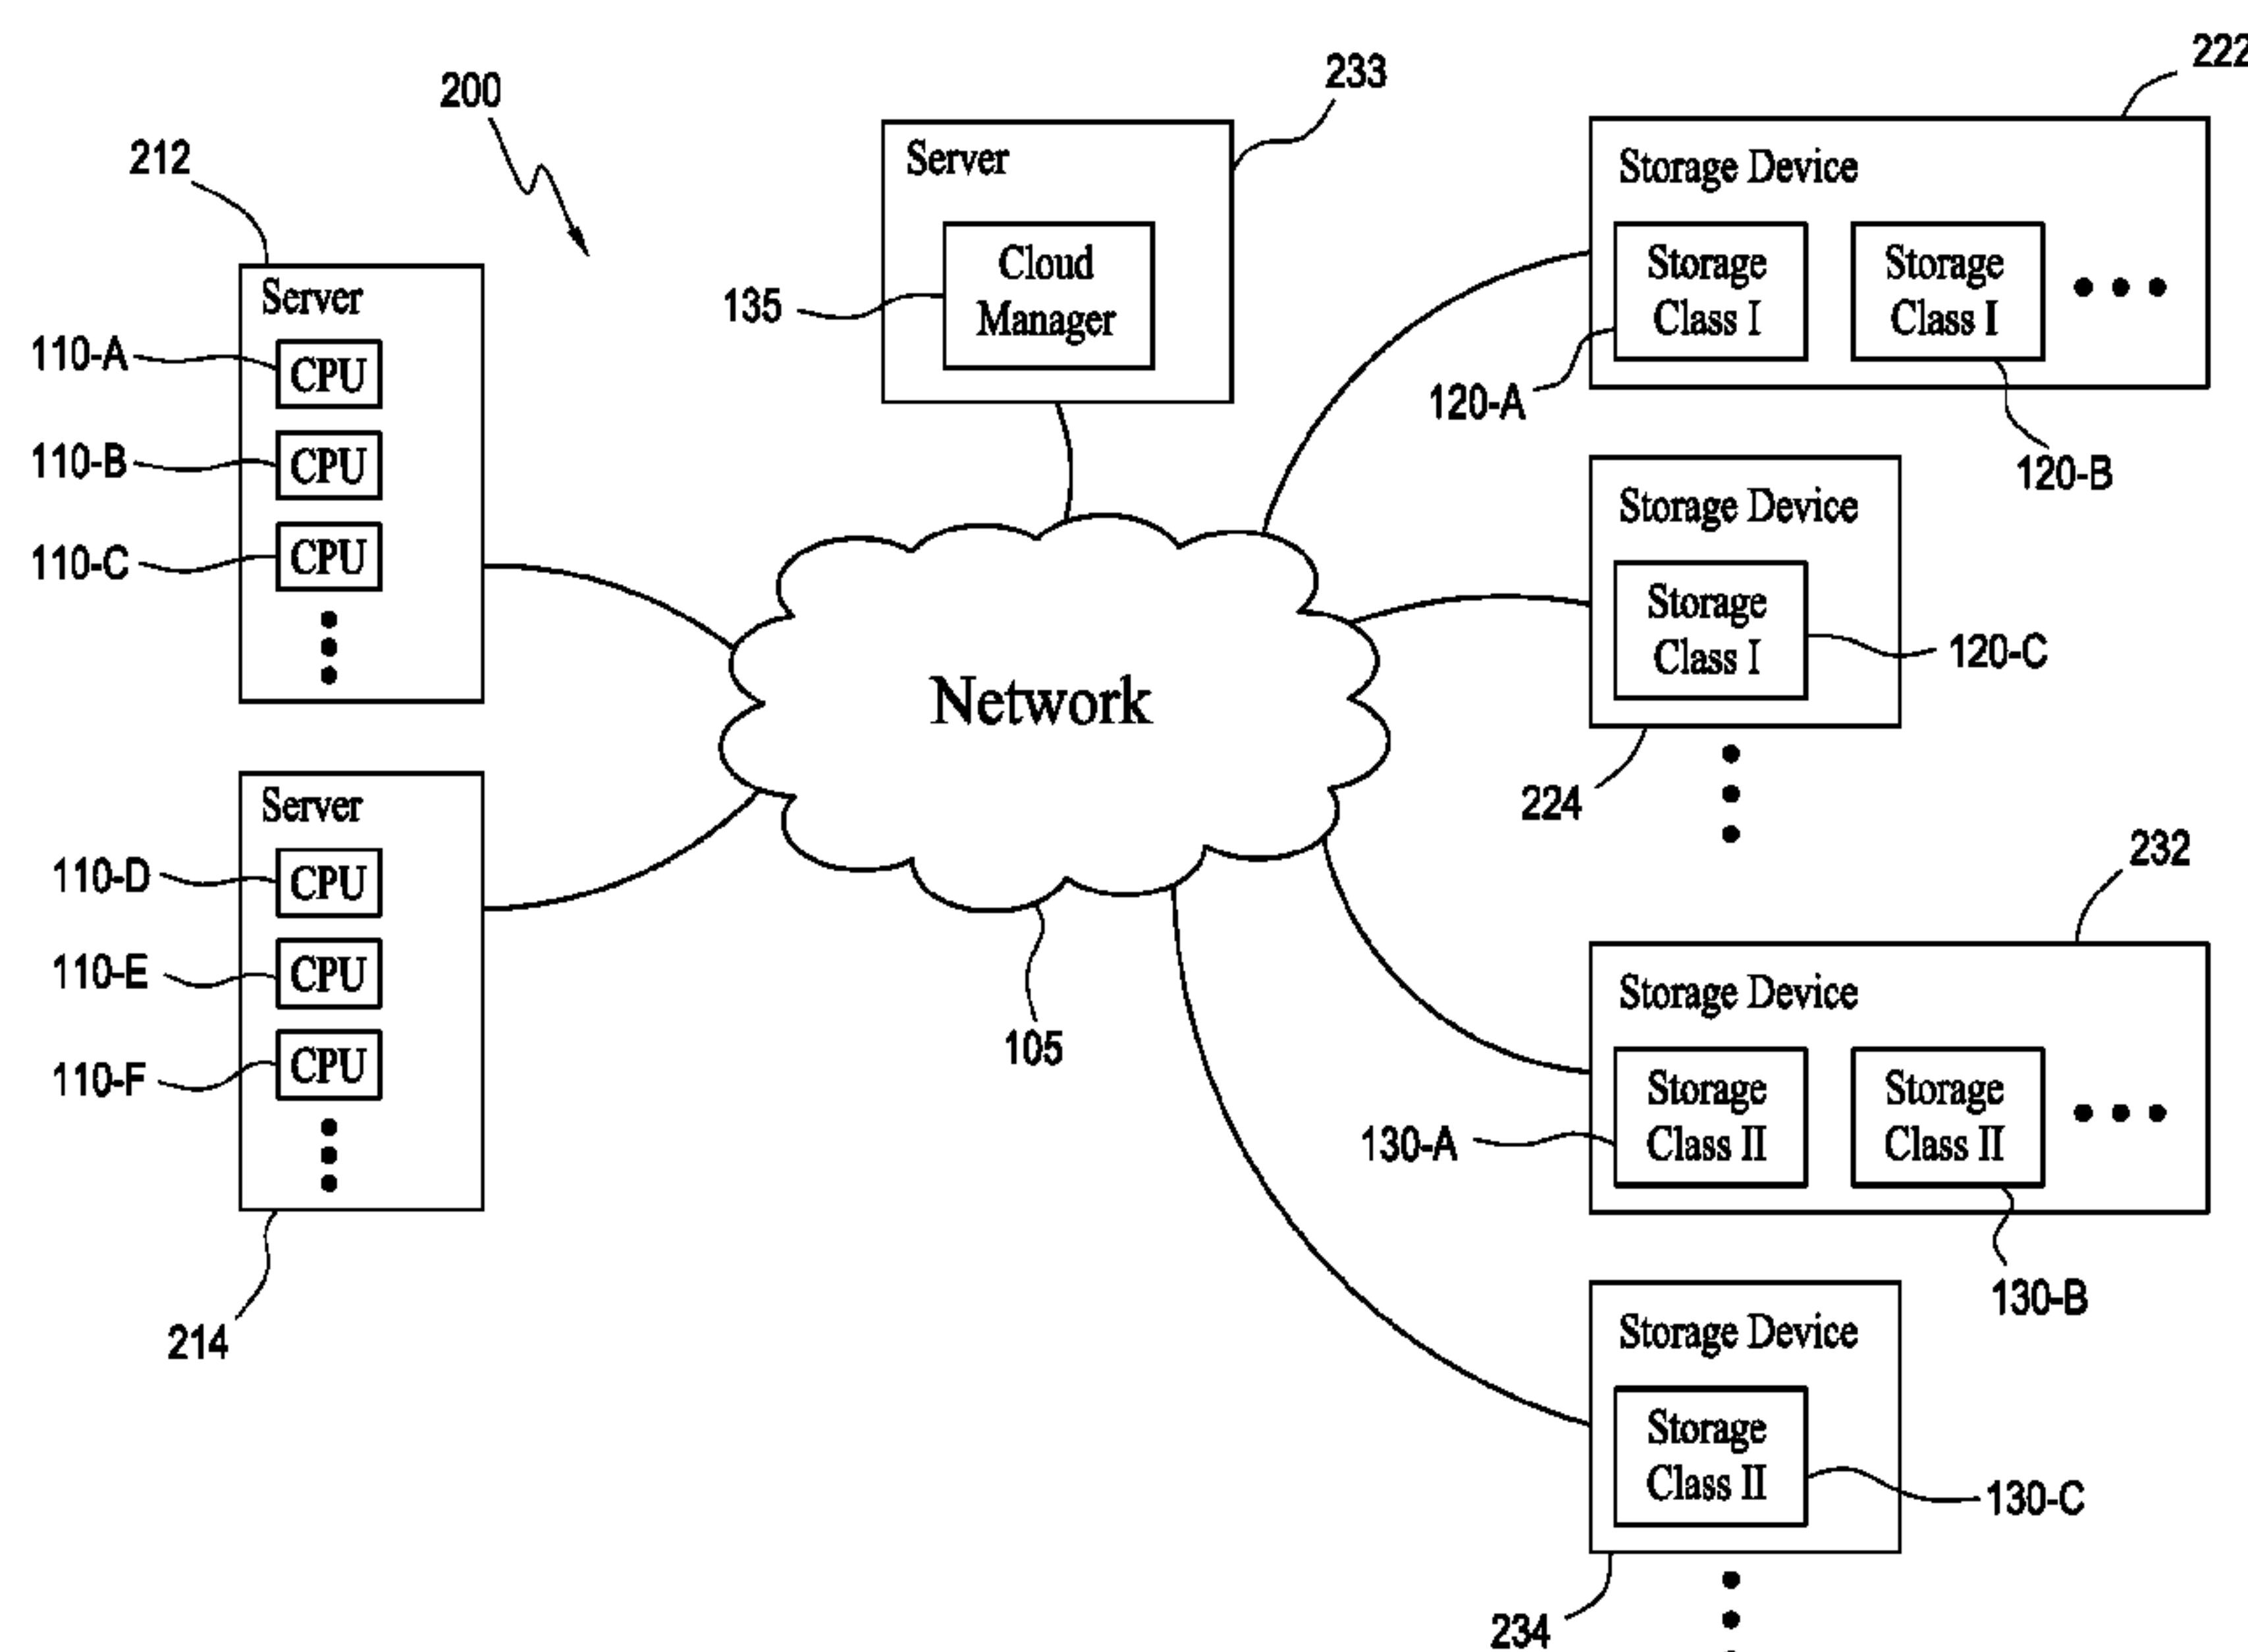 200
212
Server
110-A
CPU
110-B
CPU
110-C
CPU
Server
110-D
CPU
110-E
CPU
110-F
CPU
214
233
Server
Cloud
Manager
135
Network
105
222
Storage Device
Storage
Class I
Storage
Class I
120-A
120-B
Storage Device
Storage
Class I
120-C
224
232
Storage Device
Storage
Class II
Storage
Class II
130-A
130-B
Storage Device
Storage
Class II
130-C
234